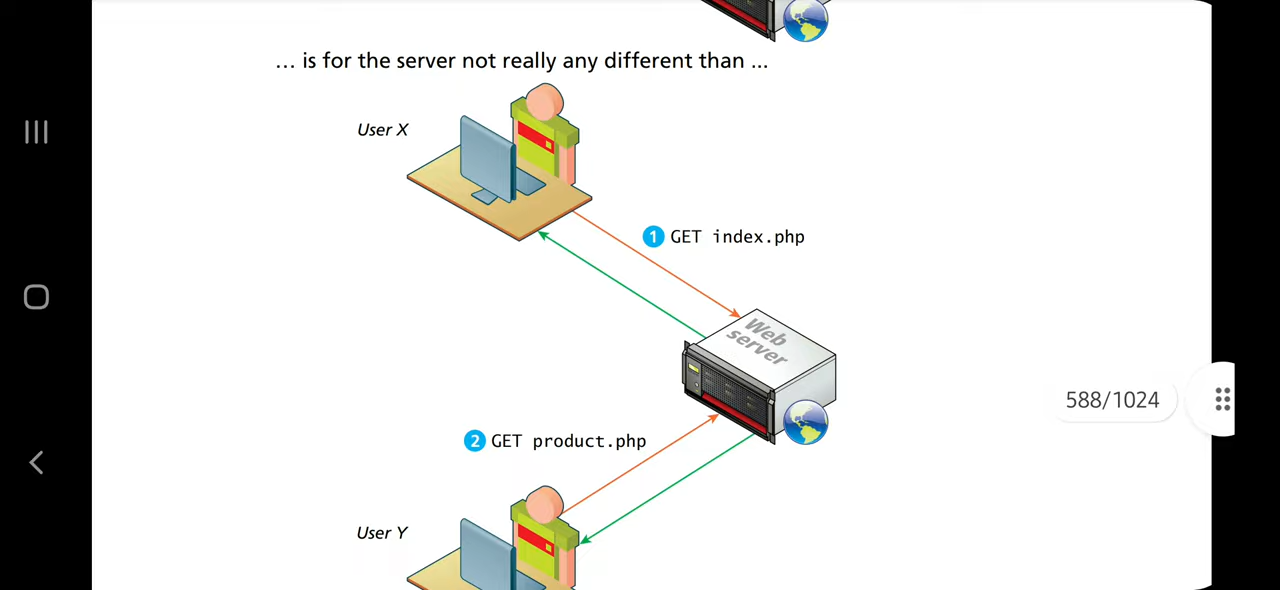 ... is for the server not really any different than ...
User X
1 GET index.php
Web
server
588/1024
2 GET product.php
User Y